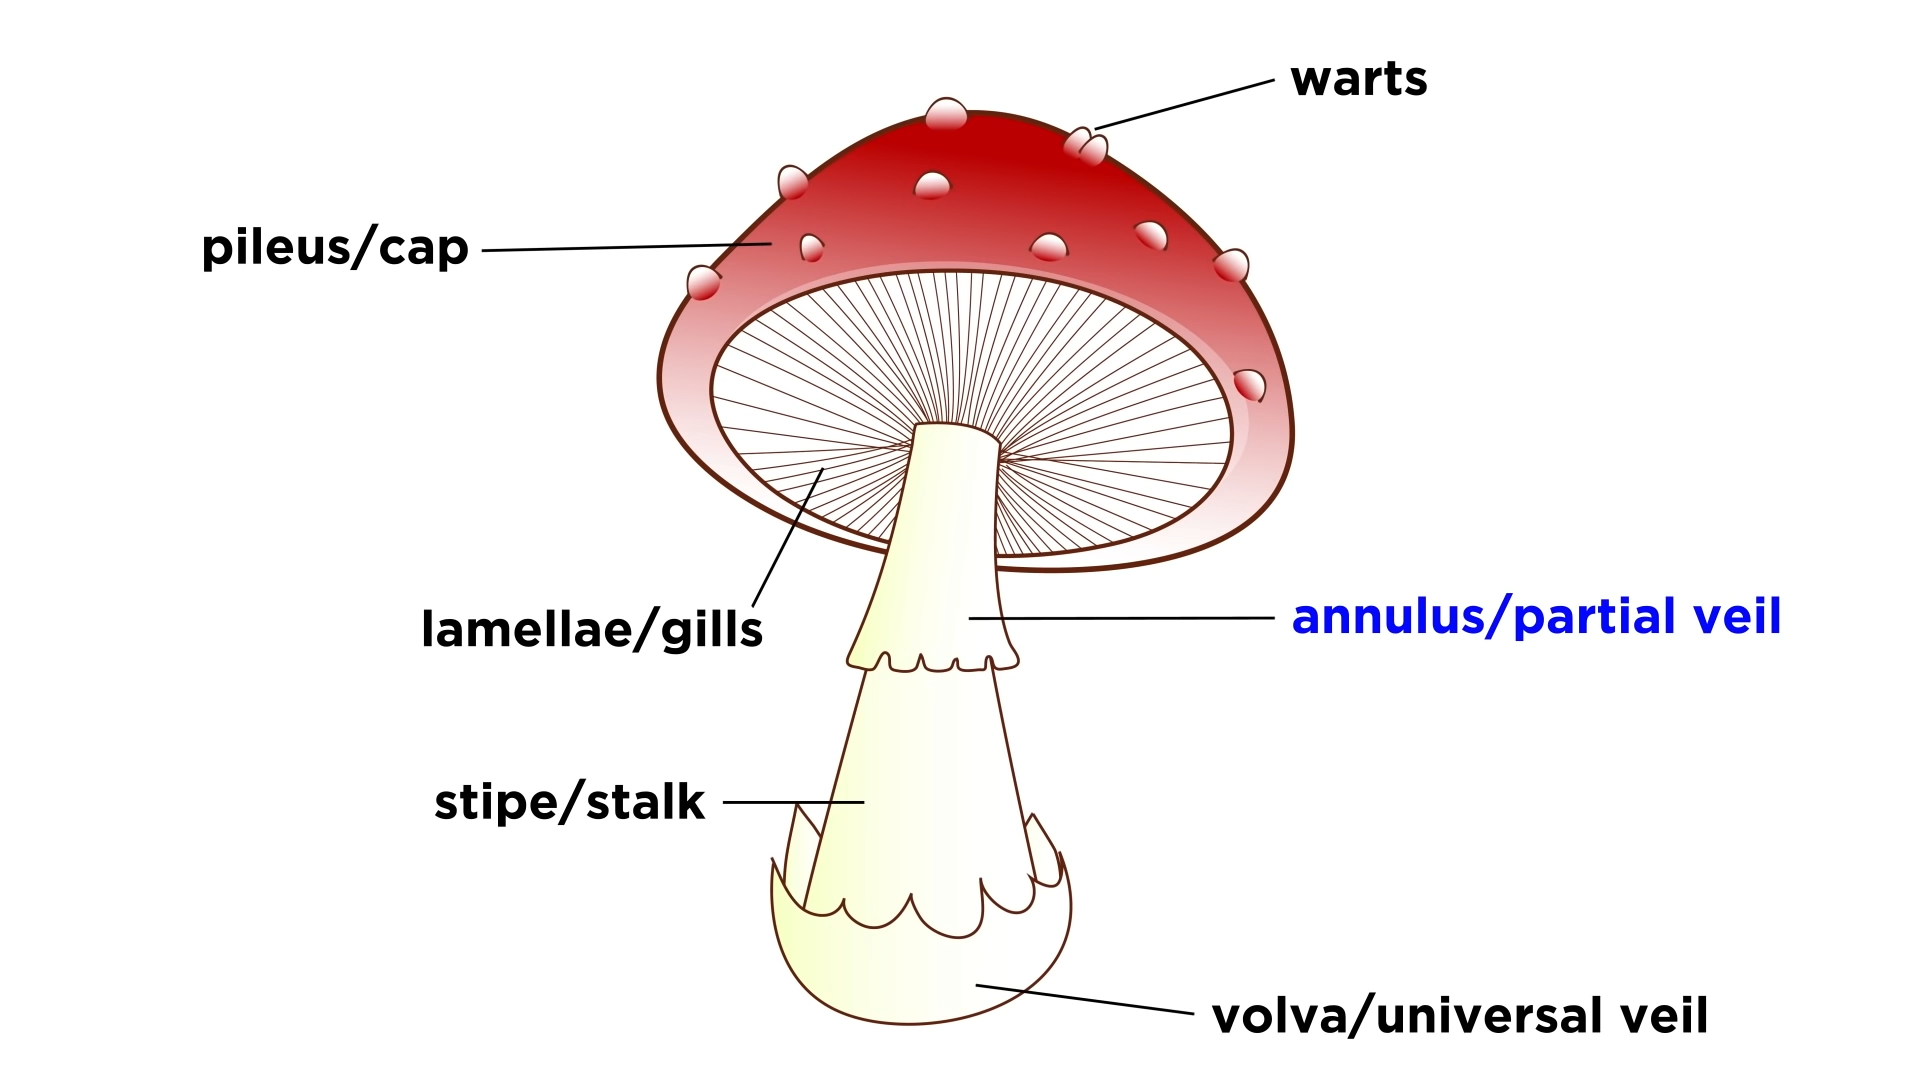 warts
pileus/cap
lamellae/gills
annulus/partial veil
stipe/stalk
volva/universal veil